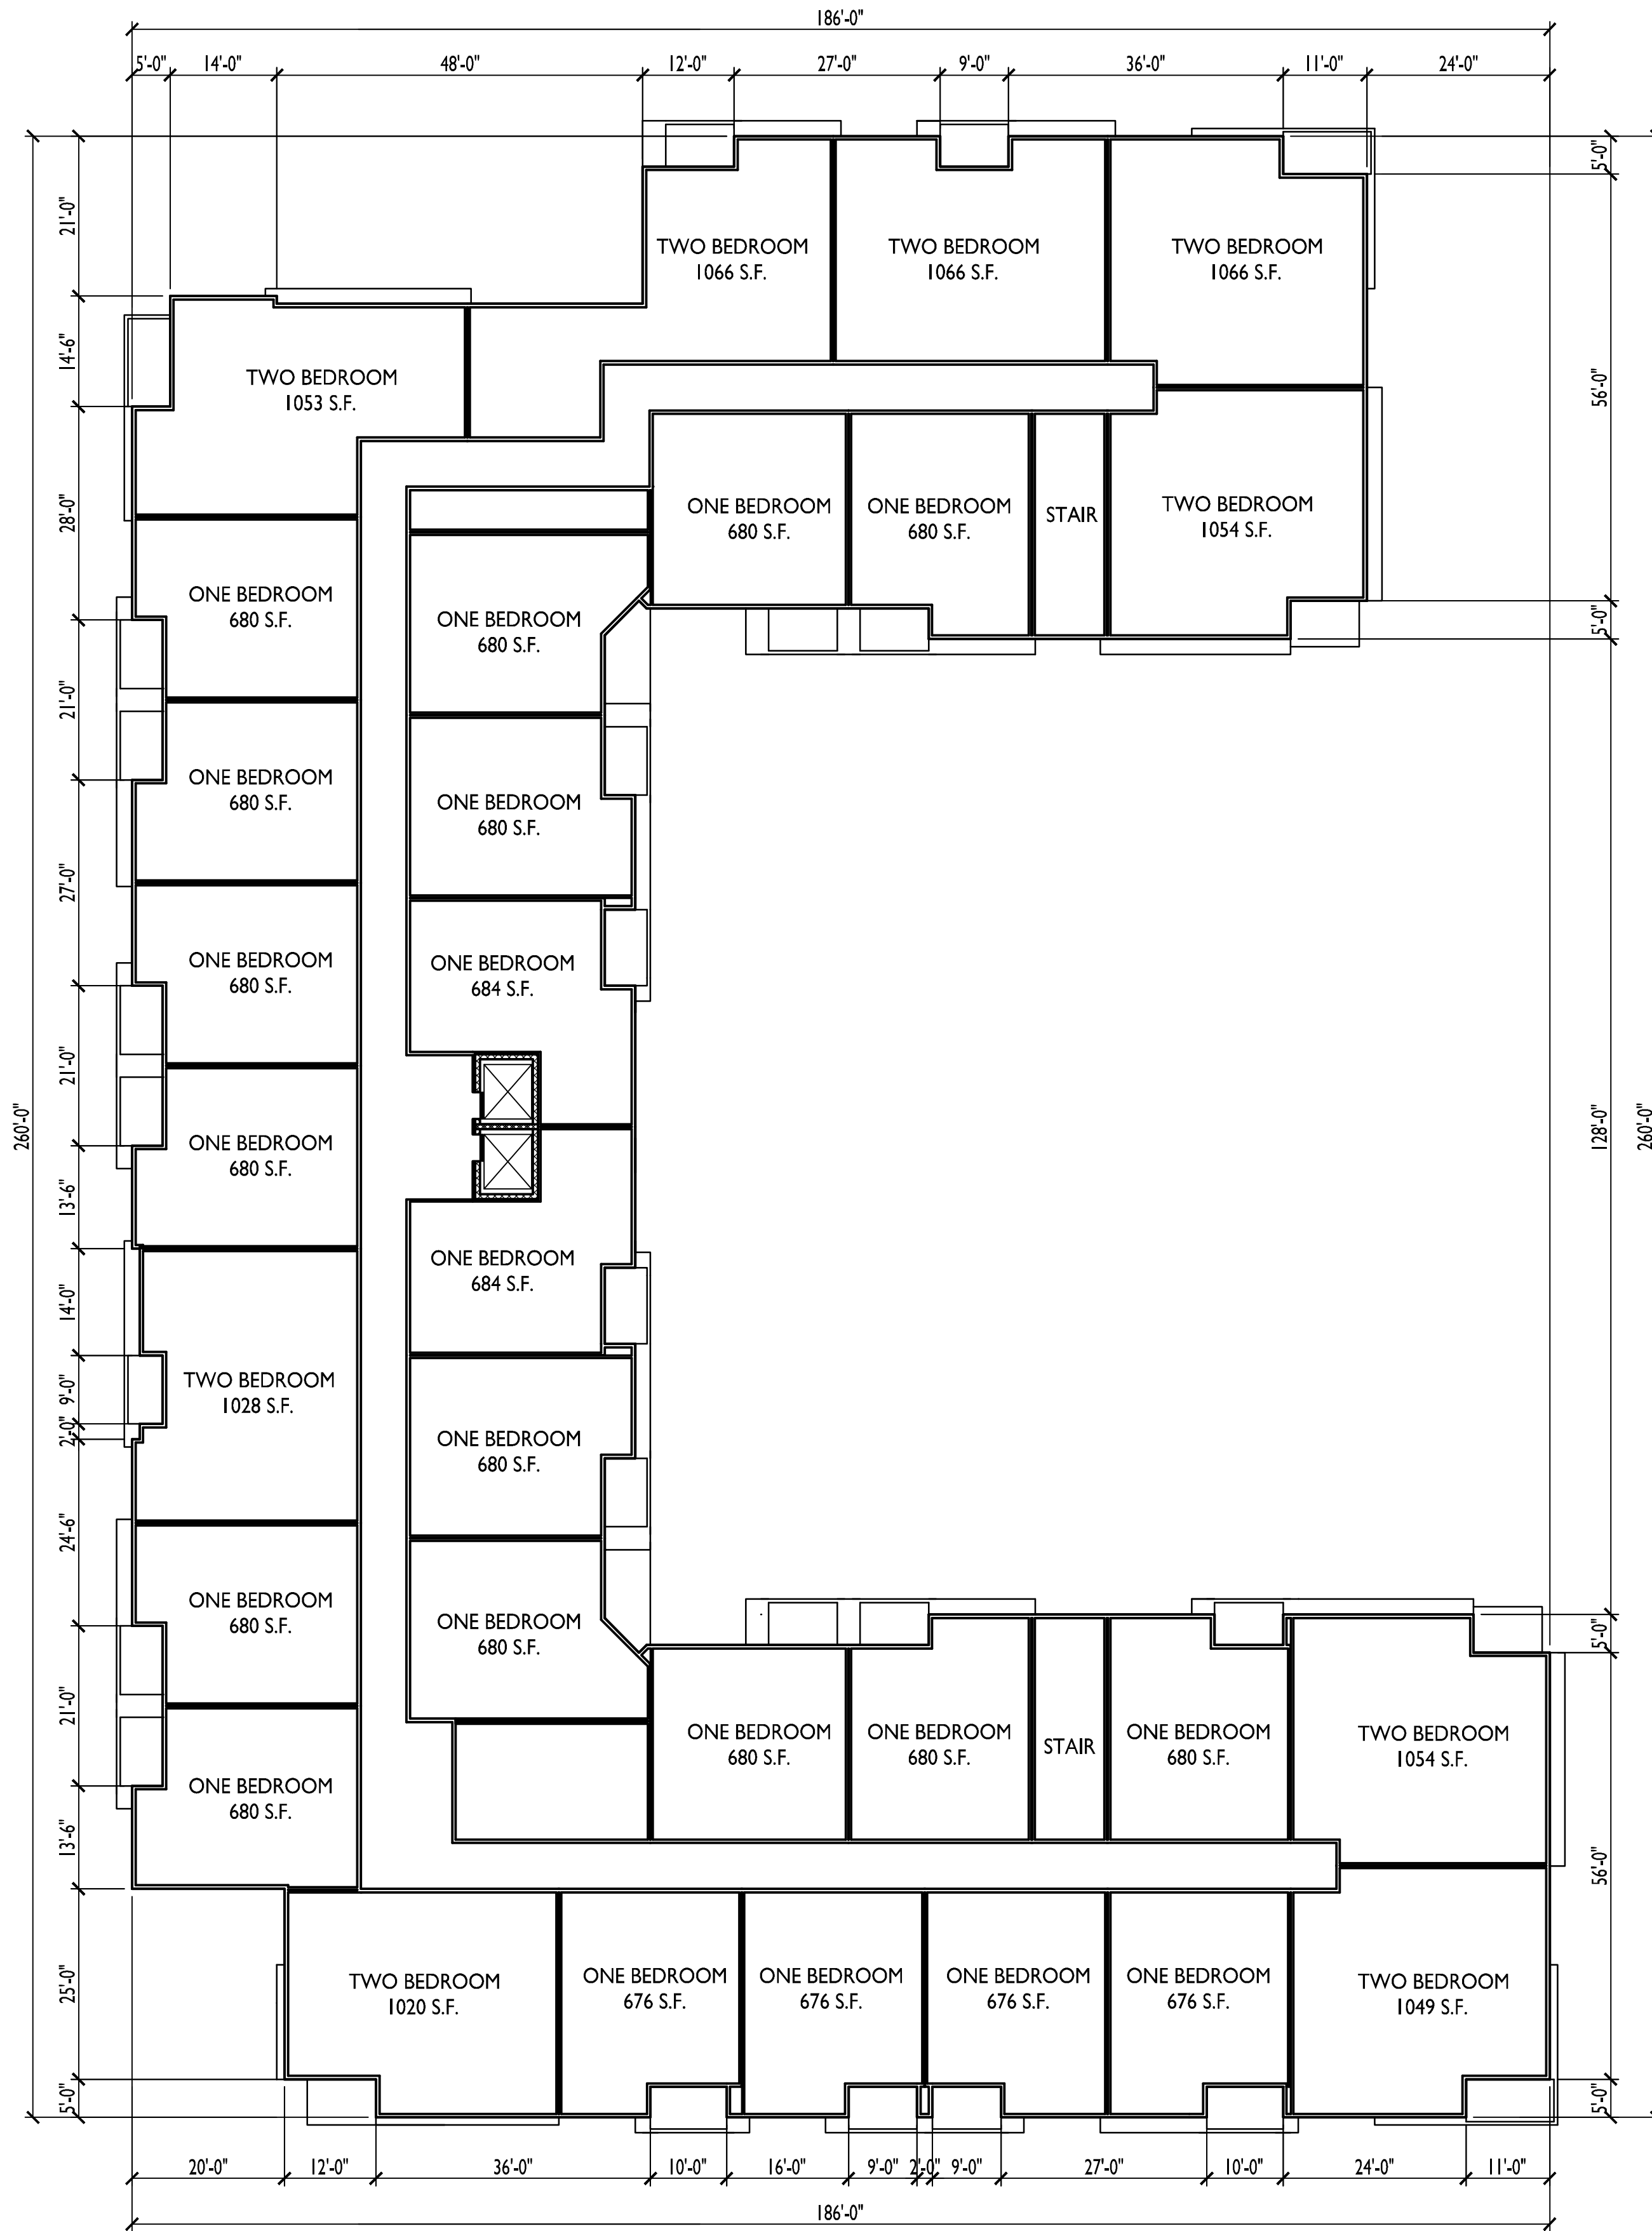 186'-0"
5'-0" 14'-0" 48'-0" 12'-0" 27'-0" 9'-0" 36'-0" 11'-0" 24'-0"
21'-0"
14'-6"
28'-0"
21'-0"
27'-0"
21'-0"
13'-6"
14'-0"
9'-0"
2'-0"
24'-6"
21'-0"
13'-6"
25'-0"
5'-0"
260'-0"
TWO BEDROOM
1066 S.F.
TWO BEDROOM
1066 S.F.
TWO BEDROOM
1066 S.F.
TWO BEDROOM
1053 S.F.
ONE BEDROOM
680 S.F.
ONE BEDROOM
680 S.F.
STAIR
TWO BEDROOM
1054 S.F.
ONE BEDROOM
680 S.F.
ONE BEDROOM
680 S.F.
ONE BEDROOM
680 S.F.
ONE BEDROOM
680 S.F.
ONE BEDROOM
680 S.F.
ONE BEDROOM
684 S.F.
ONE BEDROOM
680 S.F.
ONE BEDROOM
684 S.F.
TWO BEDROOM
1028 S.F.
ONE BEDROOM
680 S.F.
ONE BEDROOM
680 S.F.
ONE BEDROOM
680 S.F.
ONE BEDROOM
680 S.F.
ONE BEDROOM
680 S.F.
ONE BEDROOM
680 S.F.
STAIR
ONE BEDROOM
680 S.F.
TWO BEDROOM
1054 S.F.
TWO BEDROOM
1020 S.F.
ONE BEDROOM
676 S.F.
ONE BEDROOM
676 S.F.
ONE BEDROOM
676 S.F.
ONE BEDROOM
676 S.F.
TWO BEDROOM
1049 S.F.
5'-0"
56'-0"
5'-0"
128'-0"
5'-0"
56'-0"
5'-0"
260'-0"
20'-0" 12'-0" 36'-0" 10'-0" 16'-0" 9'-0" 2'-0" 9'-0" 27'-0" 10'-0" 24'-0" 11'-0"
186'-0"